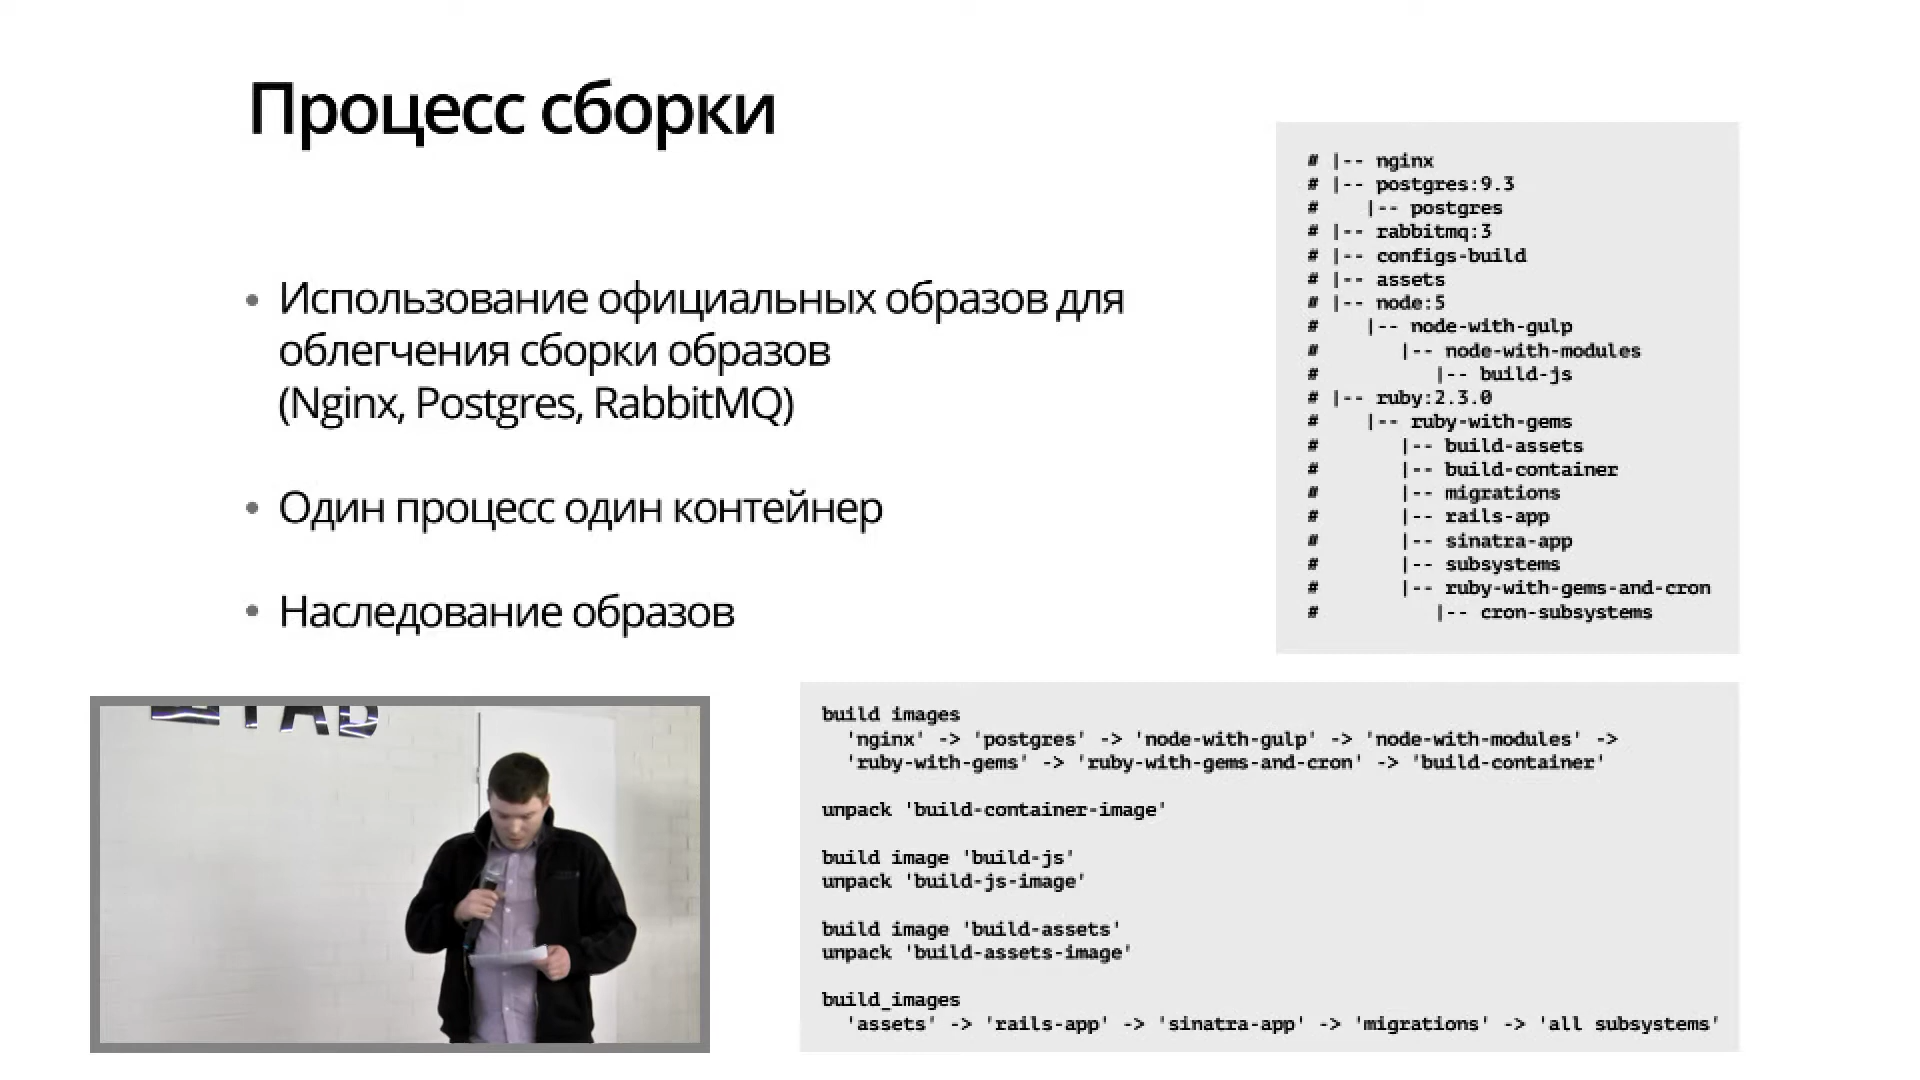 Процесс сборки
• Использование официальных образов для
облегчения сборки образов
(Nginx, Postgres, RabbitMQ)
• Один процесс один контейнер
• Наследование образов
# |-- nginx
# |-- postgres:9.3
#    |-- postgres
# |-- rabbitmq:3
# |-- configs-build
# |-- assets
# |-- node:5
#    |-- node-with-gulp
#       |-- node-with-modules
#          |-- build-js
# |-- ruby:2.3.0
#    |-- ruby-with-gems
#       |-- build-assets
#       |-- build-container
#       |-- migrations
#       |-- rails-app
#       |-- sinatra-app
#       |-- subsystems
#       |-- ruby-with-gems-and-cron
#          |-- cron-subsystems
build images
  'nginx' -> 'postgres' -> 'node-with-gulp' -> 'node-with-modules' ->
  'ruby-with-gems' -> 'ruby-with-gems-and-cron' -> 'build-container'
unpack 'build-container-image'
build image 'build-js'
unpack 'build-js-image'
build image 'build-assets'
unpack 'build-assets-image'
build_images
  'assets' -> 'rails-app' -> 'sinatra-app' -> 'migrations' -> 'all subsystems'